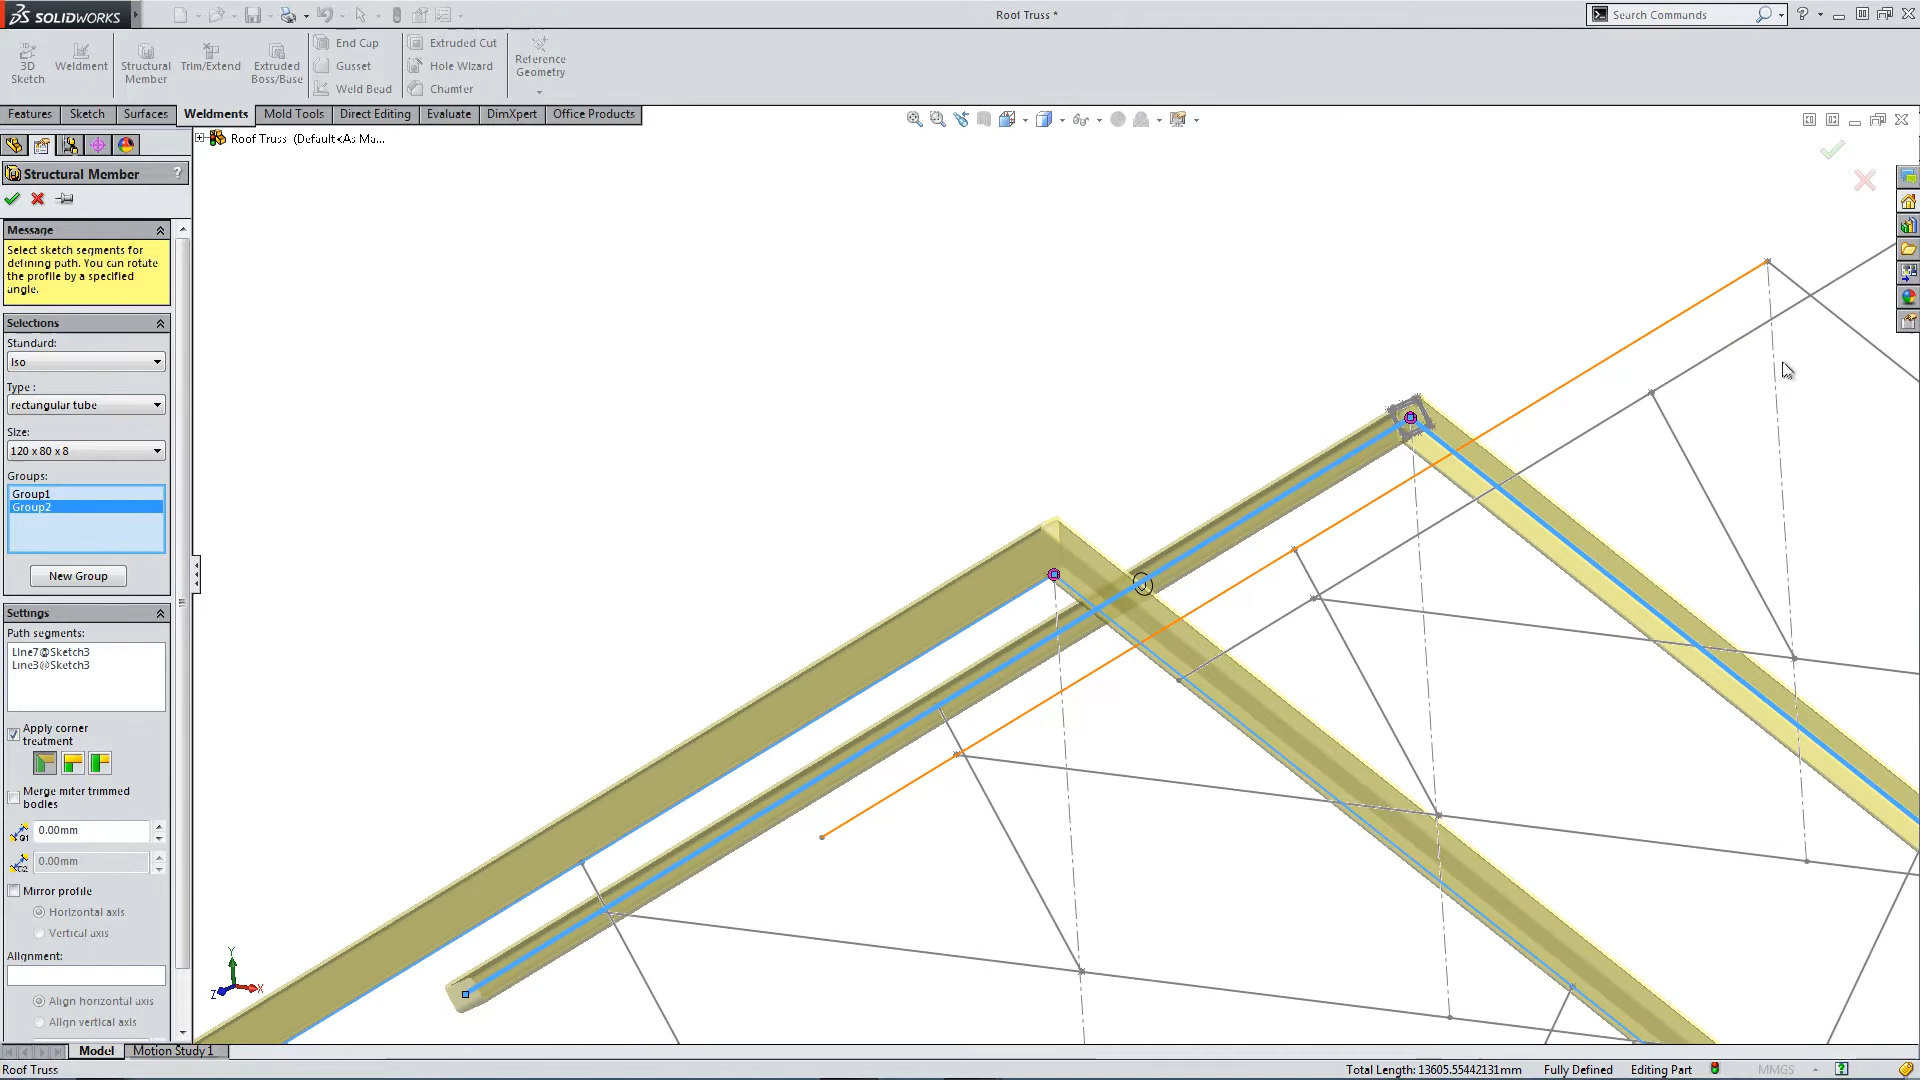 SOLIDWORKS
Roof Truss *
Search Commands
3D Sketch
Weldment
Structural Member
Trim/Extend
Extruded Boss/Base
End Cap
Gusset
Weld Bead
Extruded Cut
Hole Wizard
Chamfer
Reference Geometry
Features
Sketch
Surfaces
Weldments
Mold Tools
Direct Editing
Evaluate
DimXpert
Office Products
Roof Truss (Default<As Ma...
Structural Member
?
Message
Select sketch segments for
defining path. You can rotate
the profile by a specified
angle.
Selections
Standard:
Iso
Type :
rectangular tube
Size:
120 x 80 x 8
Groups:
Group1
Group2
New Group
Settings
Path segments:
Line7@Sketch3
Line3@Sketch3
Apply corner
treatment
Merge miter trimmed
bodies
G1
0.00mm
G2
0.00mm
Mirror profile
Horizontal axis
Vertical axis
Alignment:
Align horizontal axis
Align vertical axis
Y
Z
X
Model
Motion Study 1
Roof Truss
Total Length: 13605.55442131mm
Fully Defined
Editing Part
MMGS
?